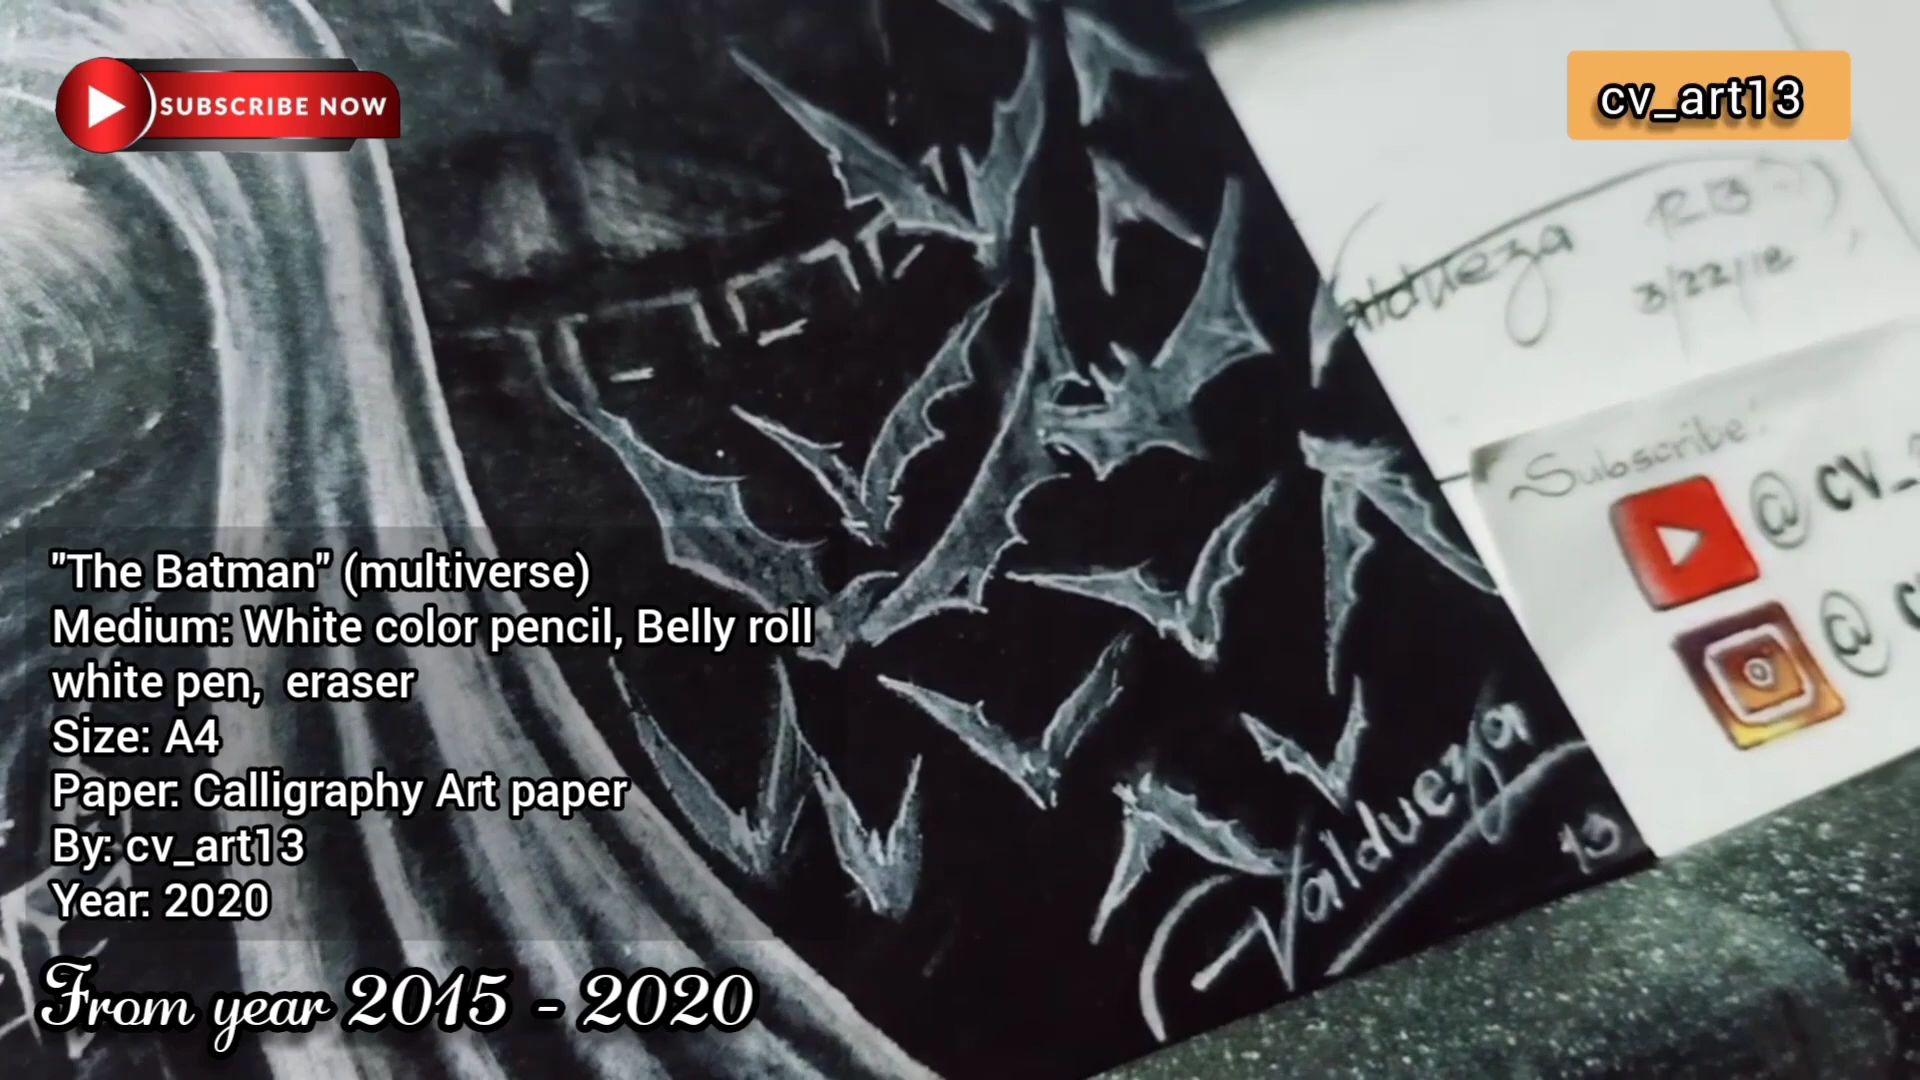 SUBSCRIBE NOW
cv_art13
Valdueza
3/22/18
Subscribe:
@ CV_
@ C
"The Batman" (multiverse)
Medium: White color pencil, Belly roll
white pen, eraser
Size: A4
Paper: Calligraphy Art paper
By: cv_art13
Year: 2020
Valdueza
13
From year 2015 - 2020